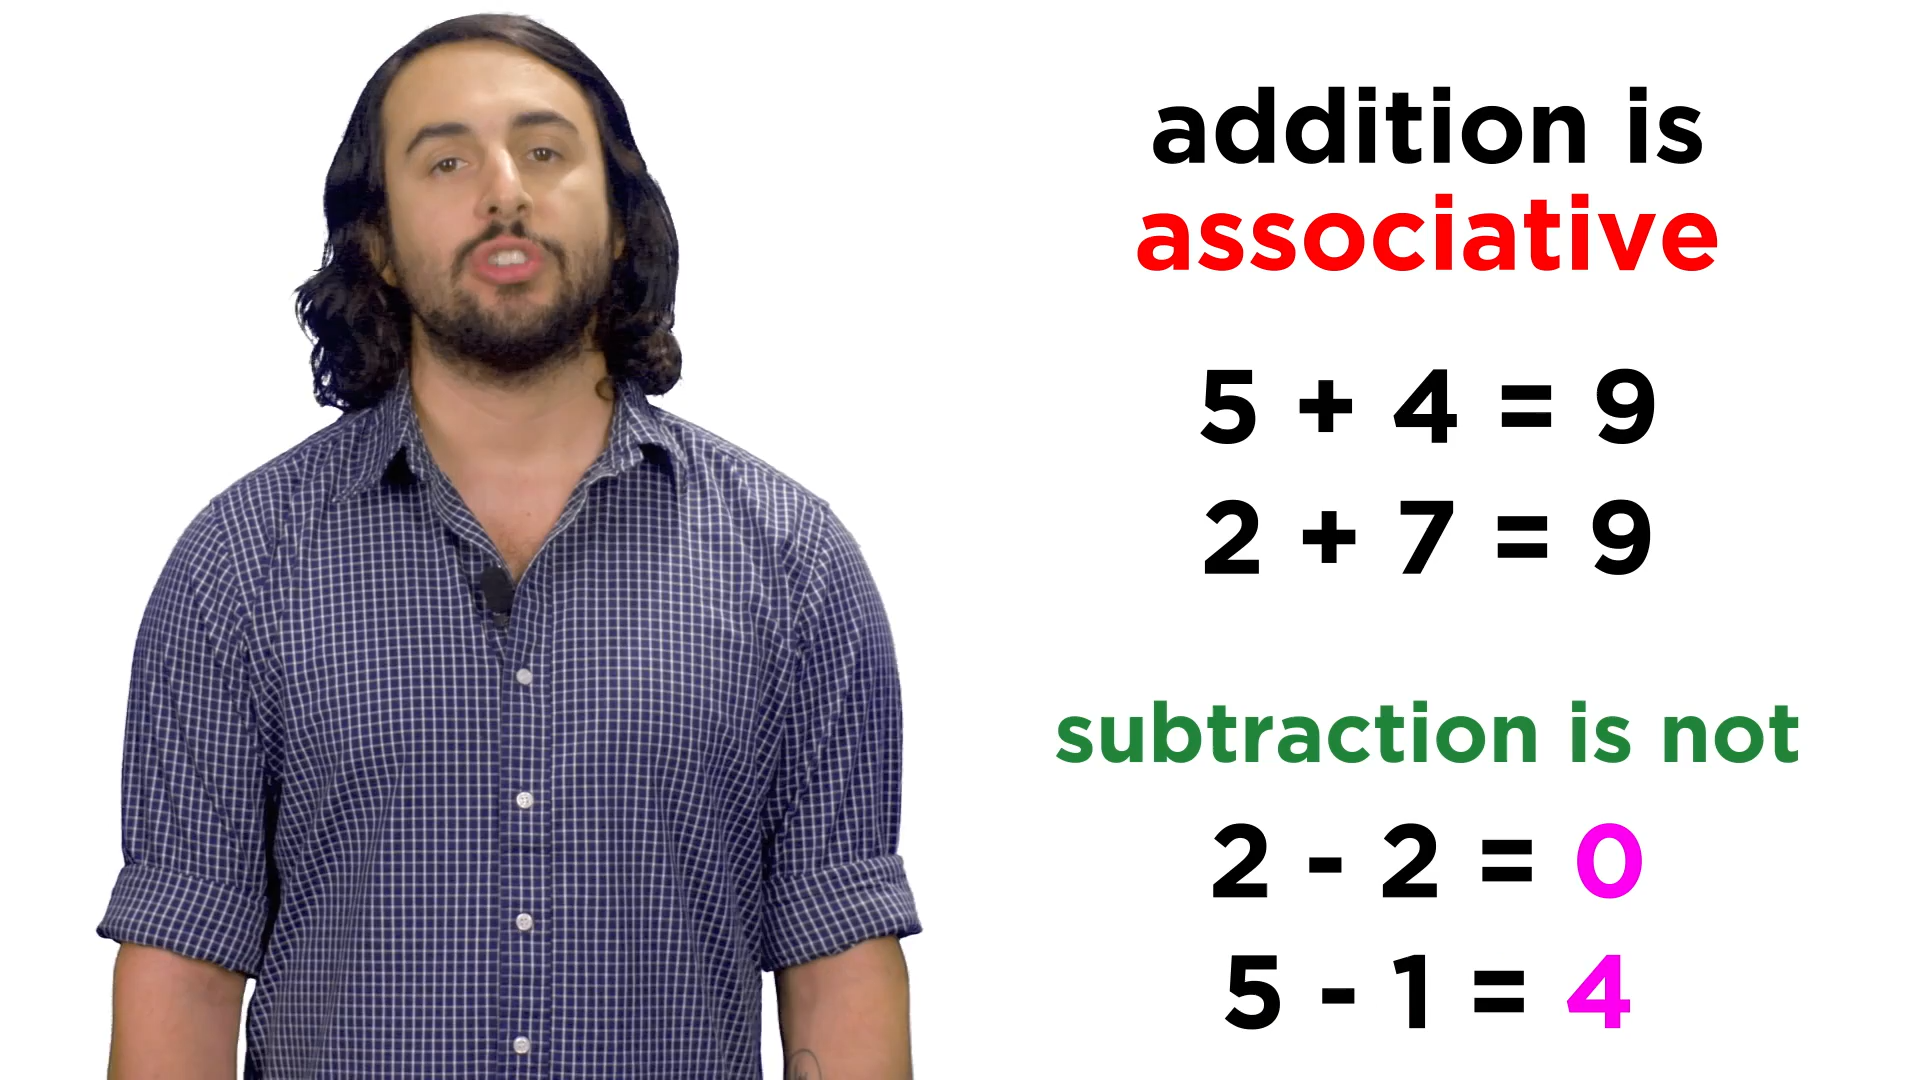 addition is
associative
5 + 4 = 9
2 + 7 = 9
subtraction is not
2 - 2 = 0
5 - 1 = 4